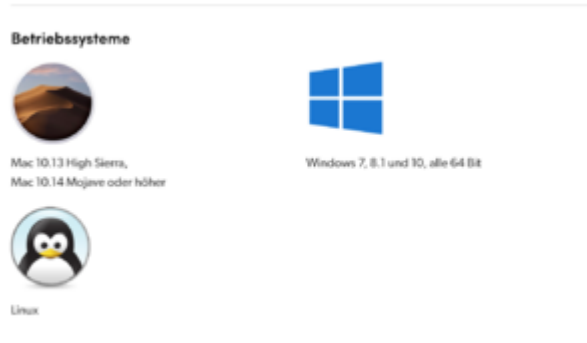 Betriebssysteme
Mac 10.13 High Sierra,
Mac 10.14 Mojave oder höher
Windows 7, 8.1 und 10, alle 64 Bit
Linux